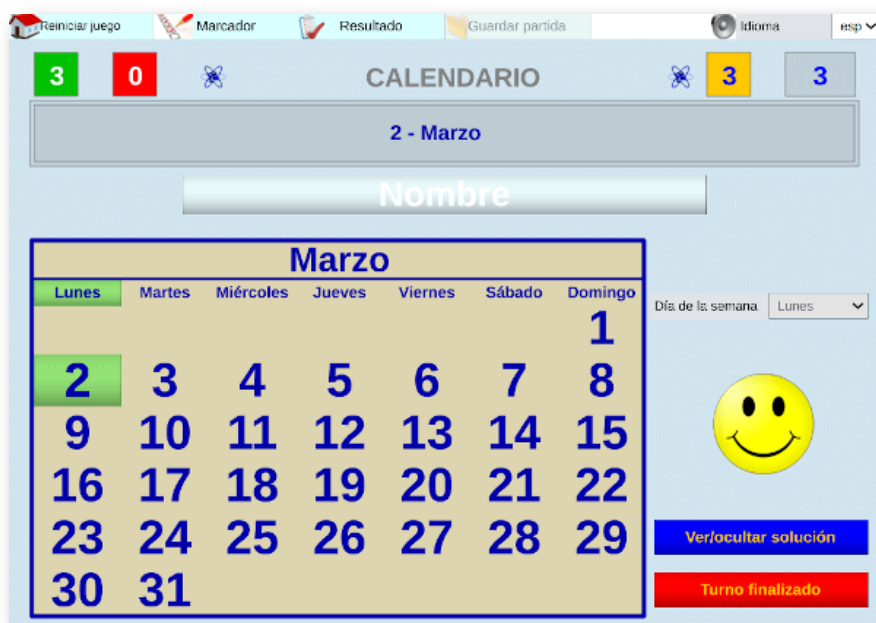 Reiniciar juego Marcador Resultado Guardar partida Idioma esp
3 0 CALENDARIO 3 3
2 - Marzo
Nombre
Marzo
Lunes Martes Miércoles Jueves Viernes Sábado Domingo
1
2 3 4 5 6 7 8
9 10 11 12 13 14 15
16 17 18 19 20 21 22
23 24 25 26 27 28 29
30 31
Día de la semana Lunes
Ver/ocultar solución
Turno finalizado